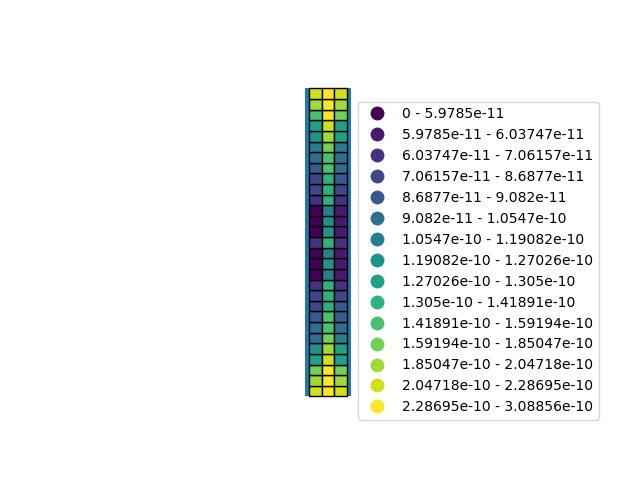 0 - 5.9785e-11
5.9785e-11 - 6.03747e-11
6.03747e-11 - 7.06157e-11
7.06157e-11 - 8.6877e-11
8.6877e-11 - 9.082e-11
9.082e-11 - 1.0547e-10
1.0547e-10 - 1.19082e-10
1.19082e-10 - 1.27026e-10
1.27026e-10 - 1.305e-10
1.305e-10 - 1.41891e-10
1.41891e-10 - 1.59194e-10
1.59194e-10 - 1.85047e-10
1.85047e-10 - 2.04718e-10
2.04718e-10 - 2.28695e-10
2.28695e-10 - 3.08856e-10